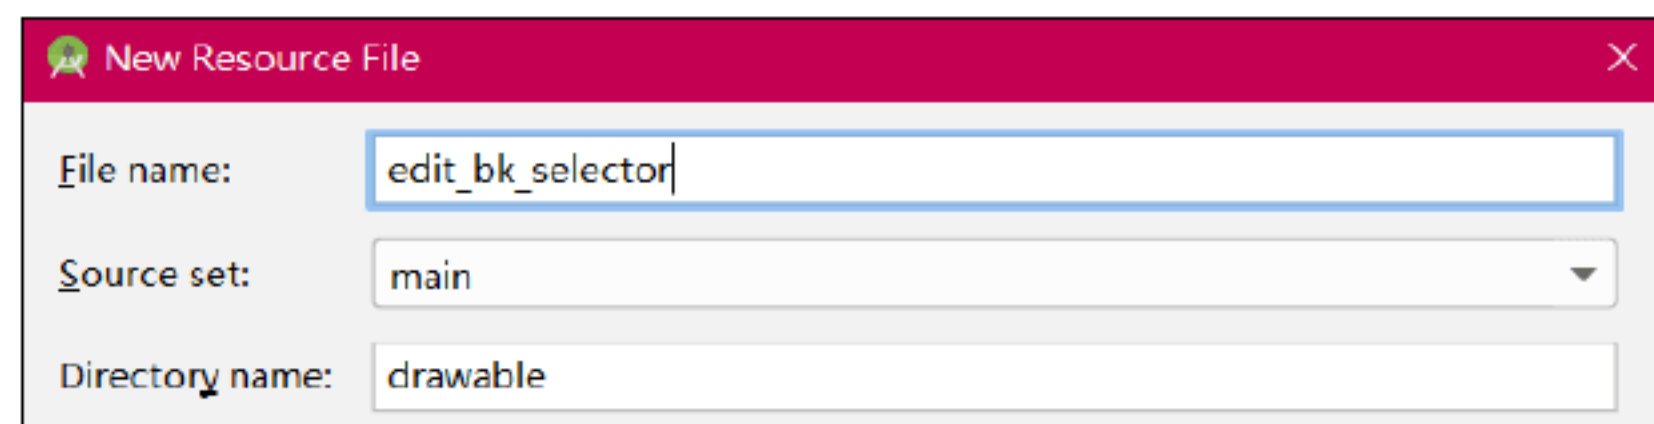 New Resource File
File name: edit_bk_selector
Source set: main
Directory name: drawable